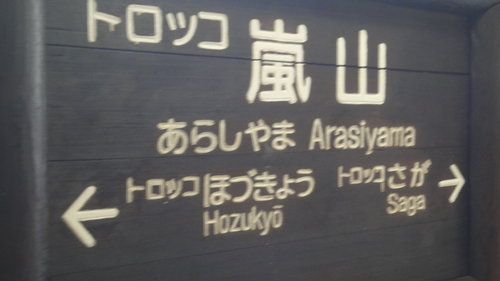 トロッコ 嵐山
あらしやま Arasiyama
← トロッコ ほづきょう トロッコ さが →
Hozukyō Saga